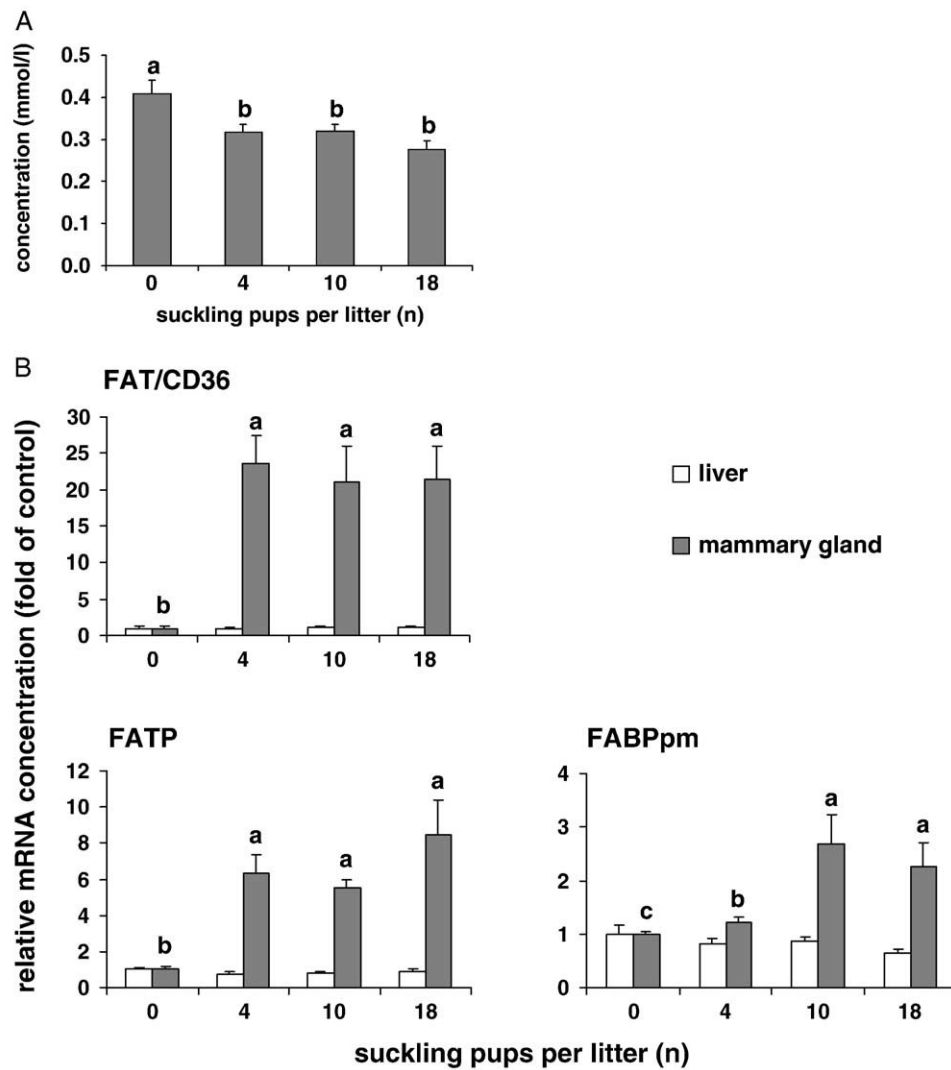 A
concentration (mmol/l)
0.5
0.4
0.3
0.2
0.1
0.0
a
b
b
b
0 4 10 18
suckling pups per litter (n)
B
FAT/CD36
relative mRNA concentration (fold of control)
30
25
20
15
10
5
0
b
a
a
a
0 4 10 18
liver
mammary gland
FATP
12
10
8
6
4
2
0
b
a
a
a
0 4 10 18
FABPpm
4
3
2
1
0
c
b
a
a
0 4 10 18
suckling pups per litter (n)